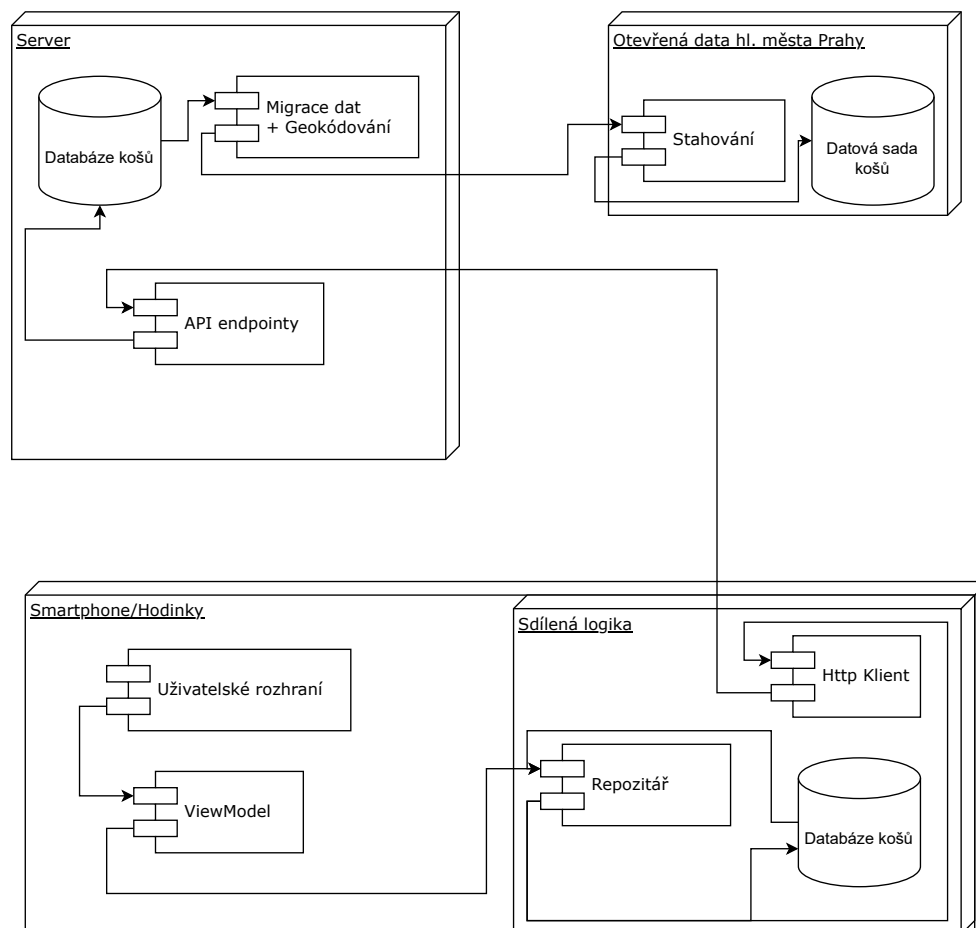 Server
Otevřená data hl. města Prahy
Migrace dat
+ Geokódování
Databáze košů
Stahování
Datová sada
košů
API endpointy
Smartphone/Hodinky
Sdílená logika
Uživatelské rozhraní
Http Klient
ViewModel
Repozitář
Databáze košů